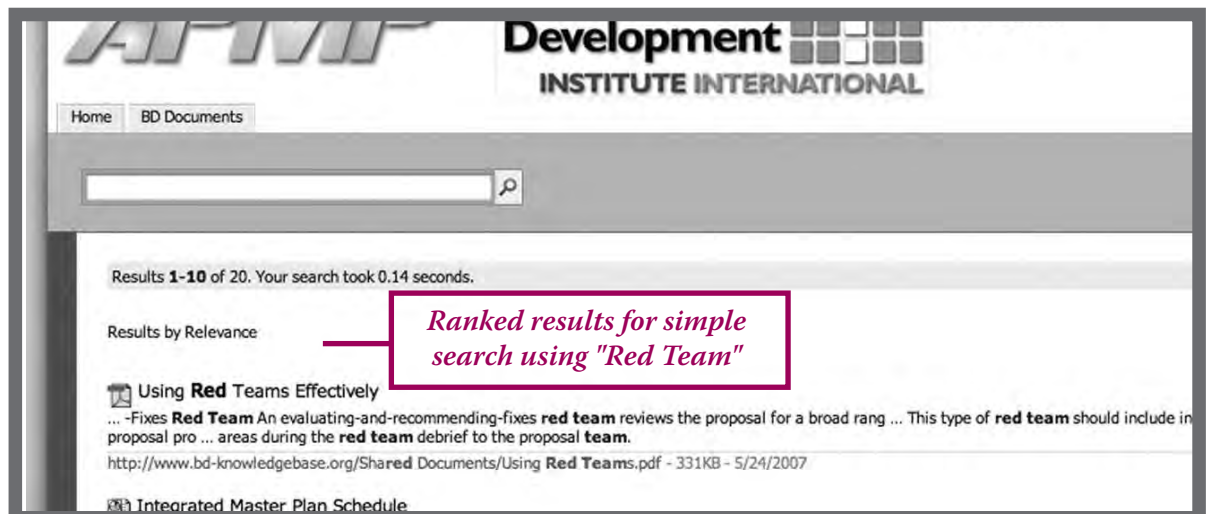 APMP
Development
INSTITUTE INTERNATIONAL
Home BD Documents
Results 1-10 of 20. Your search took 0.14 seconds.
Ranked results for simple
search using "Red Team"
Results by Relevance
Using Red Teams Effectively
... -Fixes Red Team An evaluating-and-recommending-fixes red team reviews the proposal for a broad rang ... This type of red team should include in
proposal pro ... areas during the red team debrief to the proposal team.
http://www.bd-knowledgebase.org/Shared Documents/Using Red Teams.pdf - 331KB - 5/24/2007
Integrated Master Plan Schedule